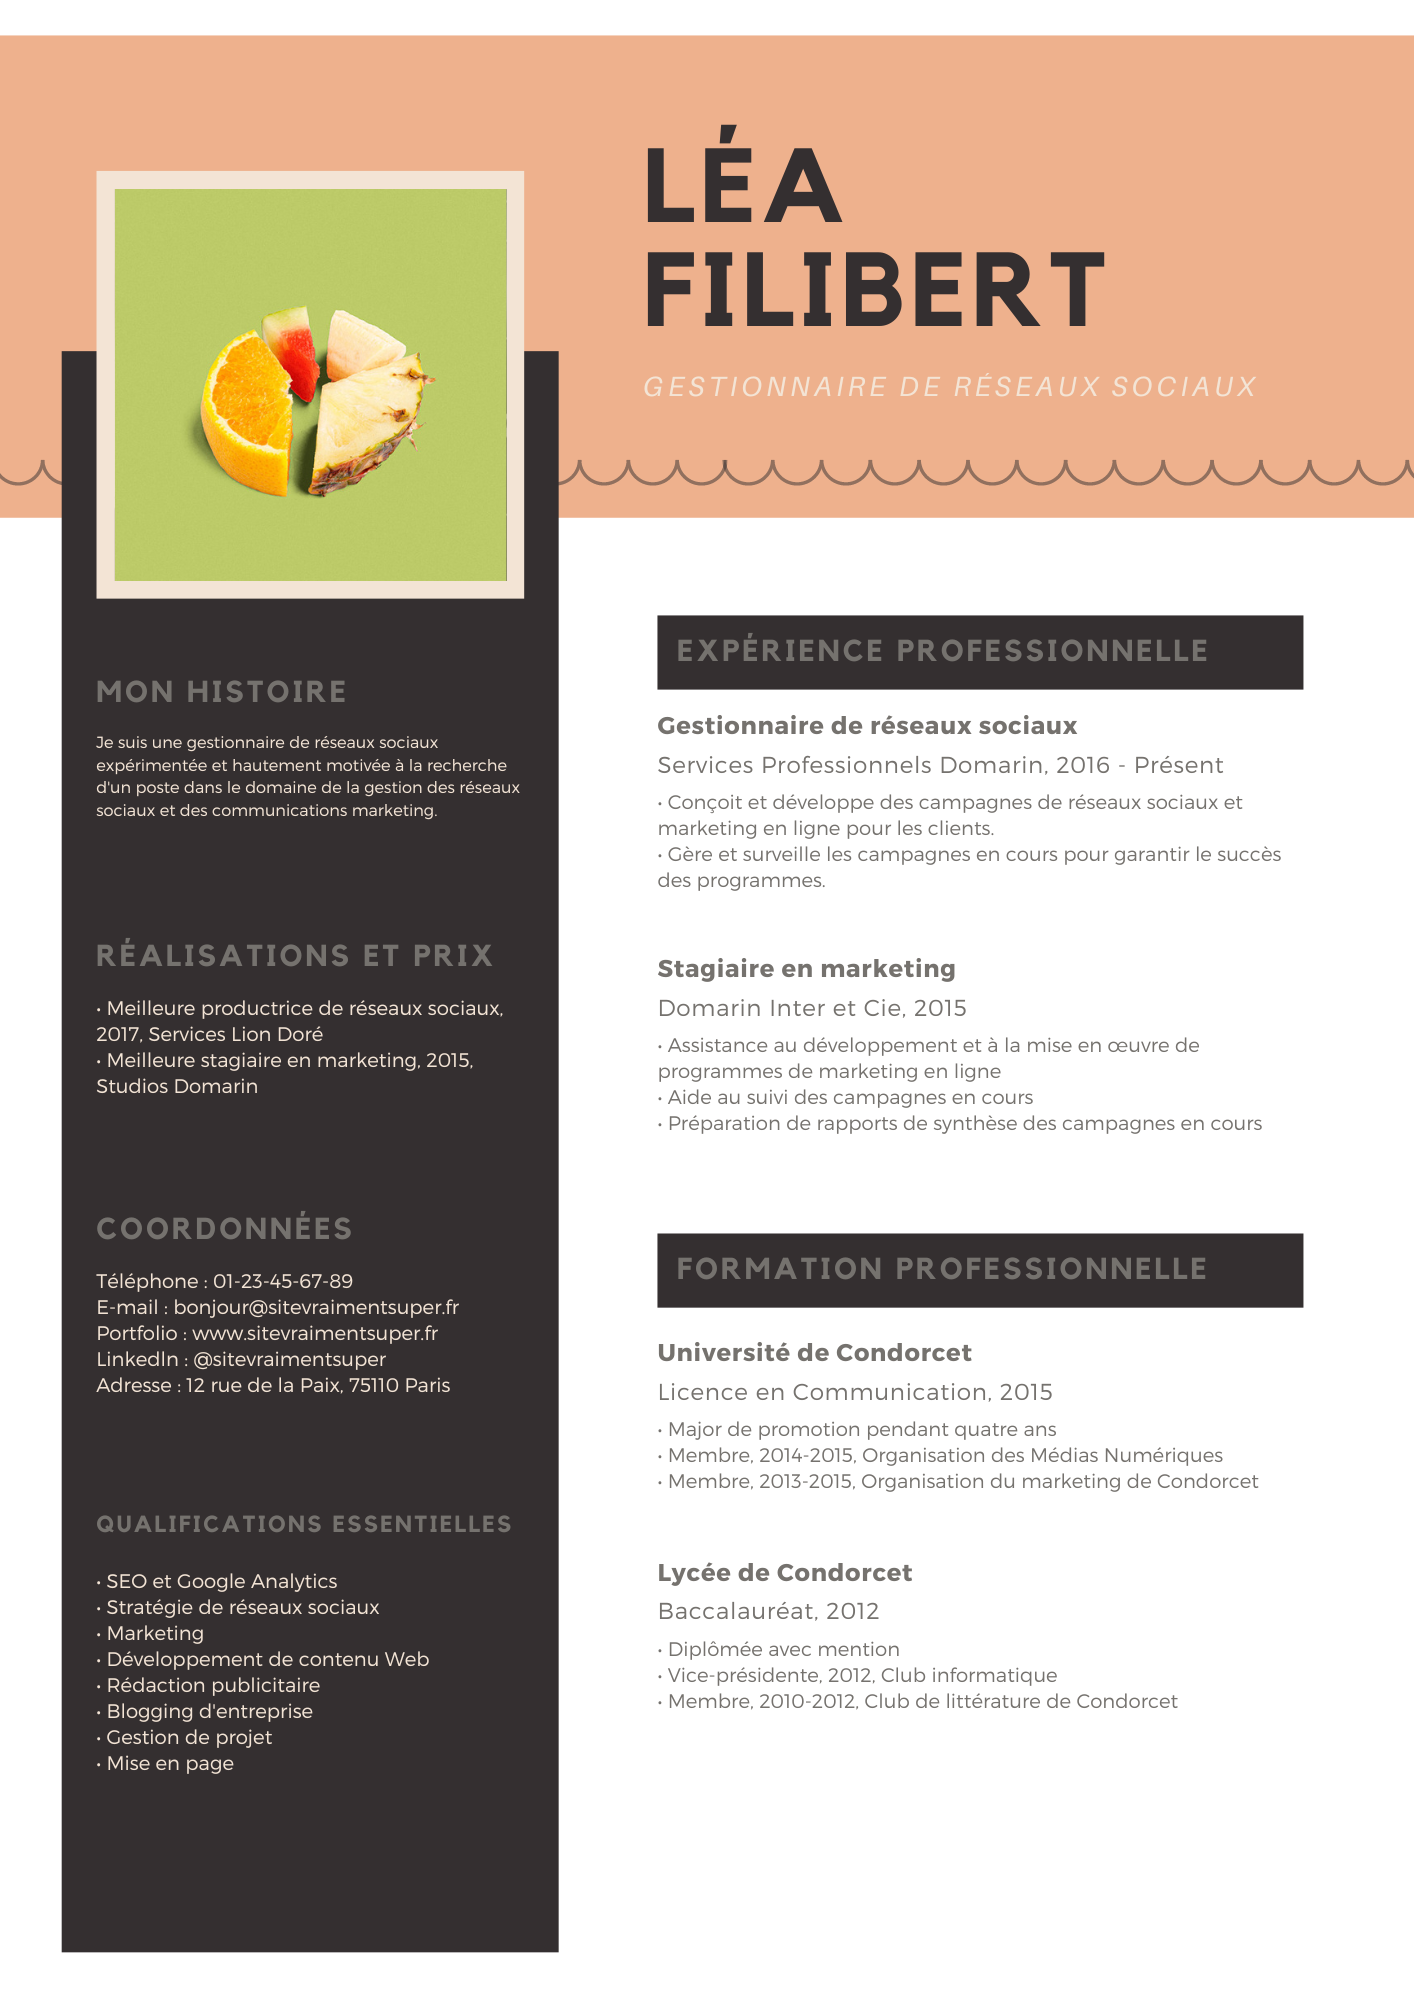 LÉA
FILIBERT
GESTIONNAIRE DE RÉSEAUX SOCIAUX
MON HISTOIRE
Je suis une gestionnaire de réseaux sociaux
expérimentée et hautement motivée à la recherche
d'un poste dans le domaine de la gestion des réseaux
sociaux et des communications marketing.
RÉALISATIONS ET PRIX
• Meilleure productrice de réseaux sociaux,
2017, Services Lion Doré
• Meilleure stagiaire en marketing, 2015,
Studios Domarin
COORDONNÉES
Téléphone : 01-23-45-67-89
E-mail : bonjour@sitevraimentsuper.fr
Portfolio : www.sitevraimentsuper.fr
Linkedln : @sitevraimentsuper
Adresse : 12 rue de la Paix, 75110 Paris
QUALIFICATIONS ESSENTIELLES
• SEO et Google Analytics
• Stratégie de réseaux sociaux
• Marketing
• Développement de contenu Web
• Rédaction publicitaire
• Blogging d'entreprise
• Gestion de projet
• Mise en page
EXPÉRIENCE PROFESSIONNELLE
Gestionnaire de réseaux sociaux
Services Professionnels Domarin, 2016 - Présent
• Conçoit et développe des campagnes de réseaux sociaux et
marketing en ligne pour les clients.
• Gère et surveille les campagnes en cours pour garantir le succès
des programmes.
Stagiaire en marketing
Domarin Inter et Cie, 2015
• Assistance au développement et à la mise en œuvre de
programmes de marketing en ligne
• Aide au suivi des campagnes en cours
• Préparation de rapports de synthèse des campagnes en cours
FORMATION PROFESSIONNELLE
Université de Condorcet
Licence en Communication, 2015
• Major de promotion pendant quatre ans
• Membre, 2014-2015, Organisation des Médias Numériques
• Membre, 2013-2015, Organisation du marketing de Condorcet
Lycée de Condorcet
Baccalauréat, 2012
• Diplômée avec mention
• Vice-présidente, 2012, Club informatique
• Membre, 2010-2012, Club de littérature de Condorcet